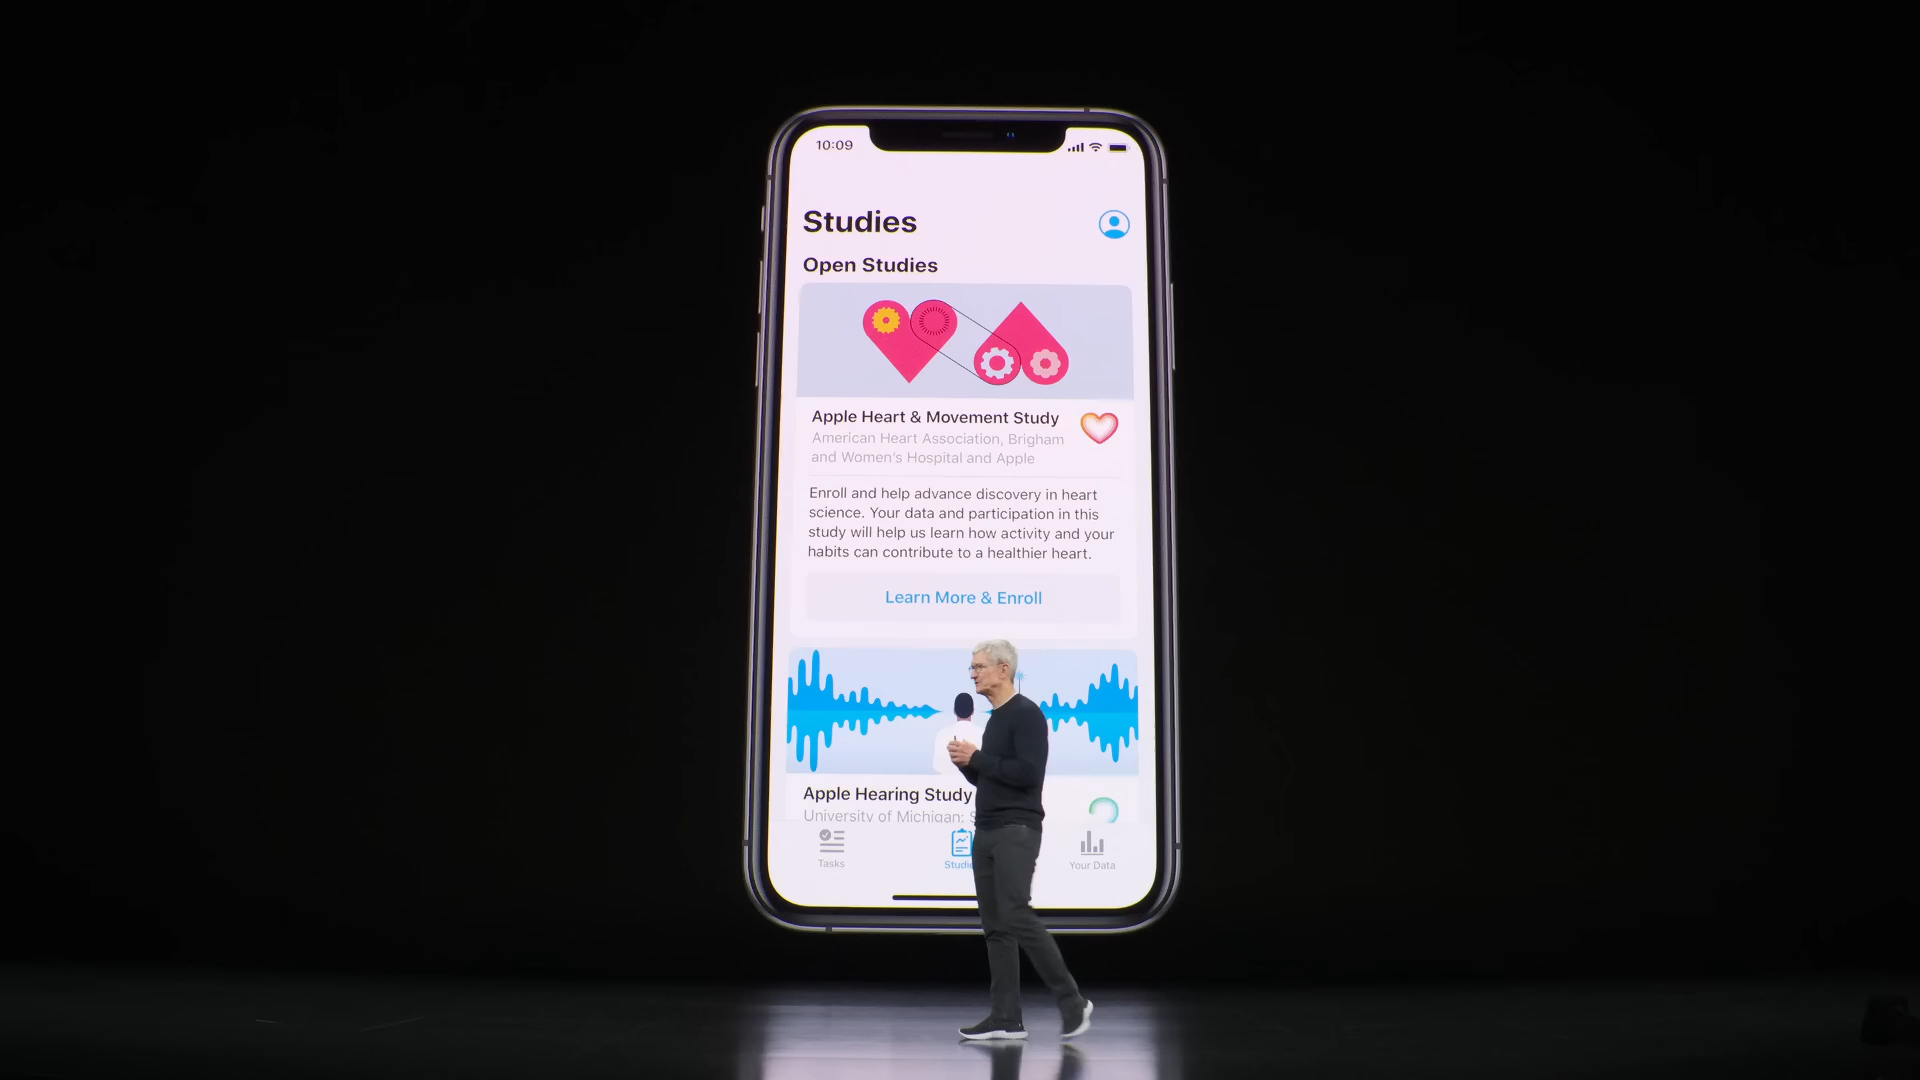 10:09
Studies
Open Studies
Apple Heart & Movement Study
American Heart Association, Brigham
and Women's Hospital and Apple
Enroll and help advance discovery in heart
science. Your data and participation in this
study will help us learn how activity and your
habits can contribute to a healthier heart.
Learn More & Enroll
Apple Hearing Study
University of Michigan:
Tasks
Studie
Your Data